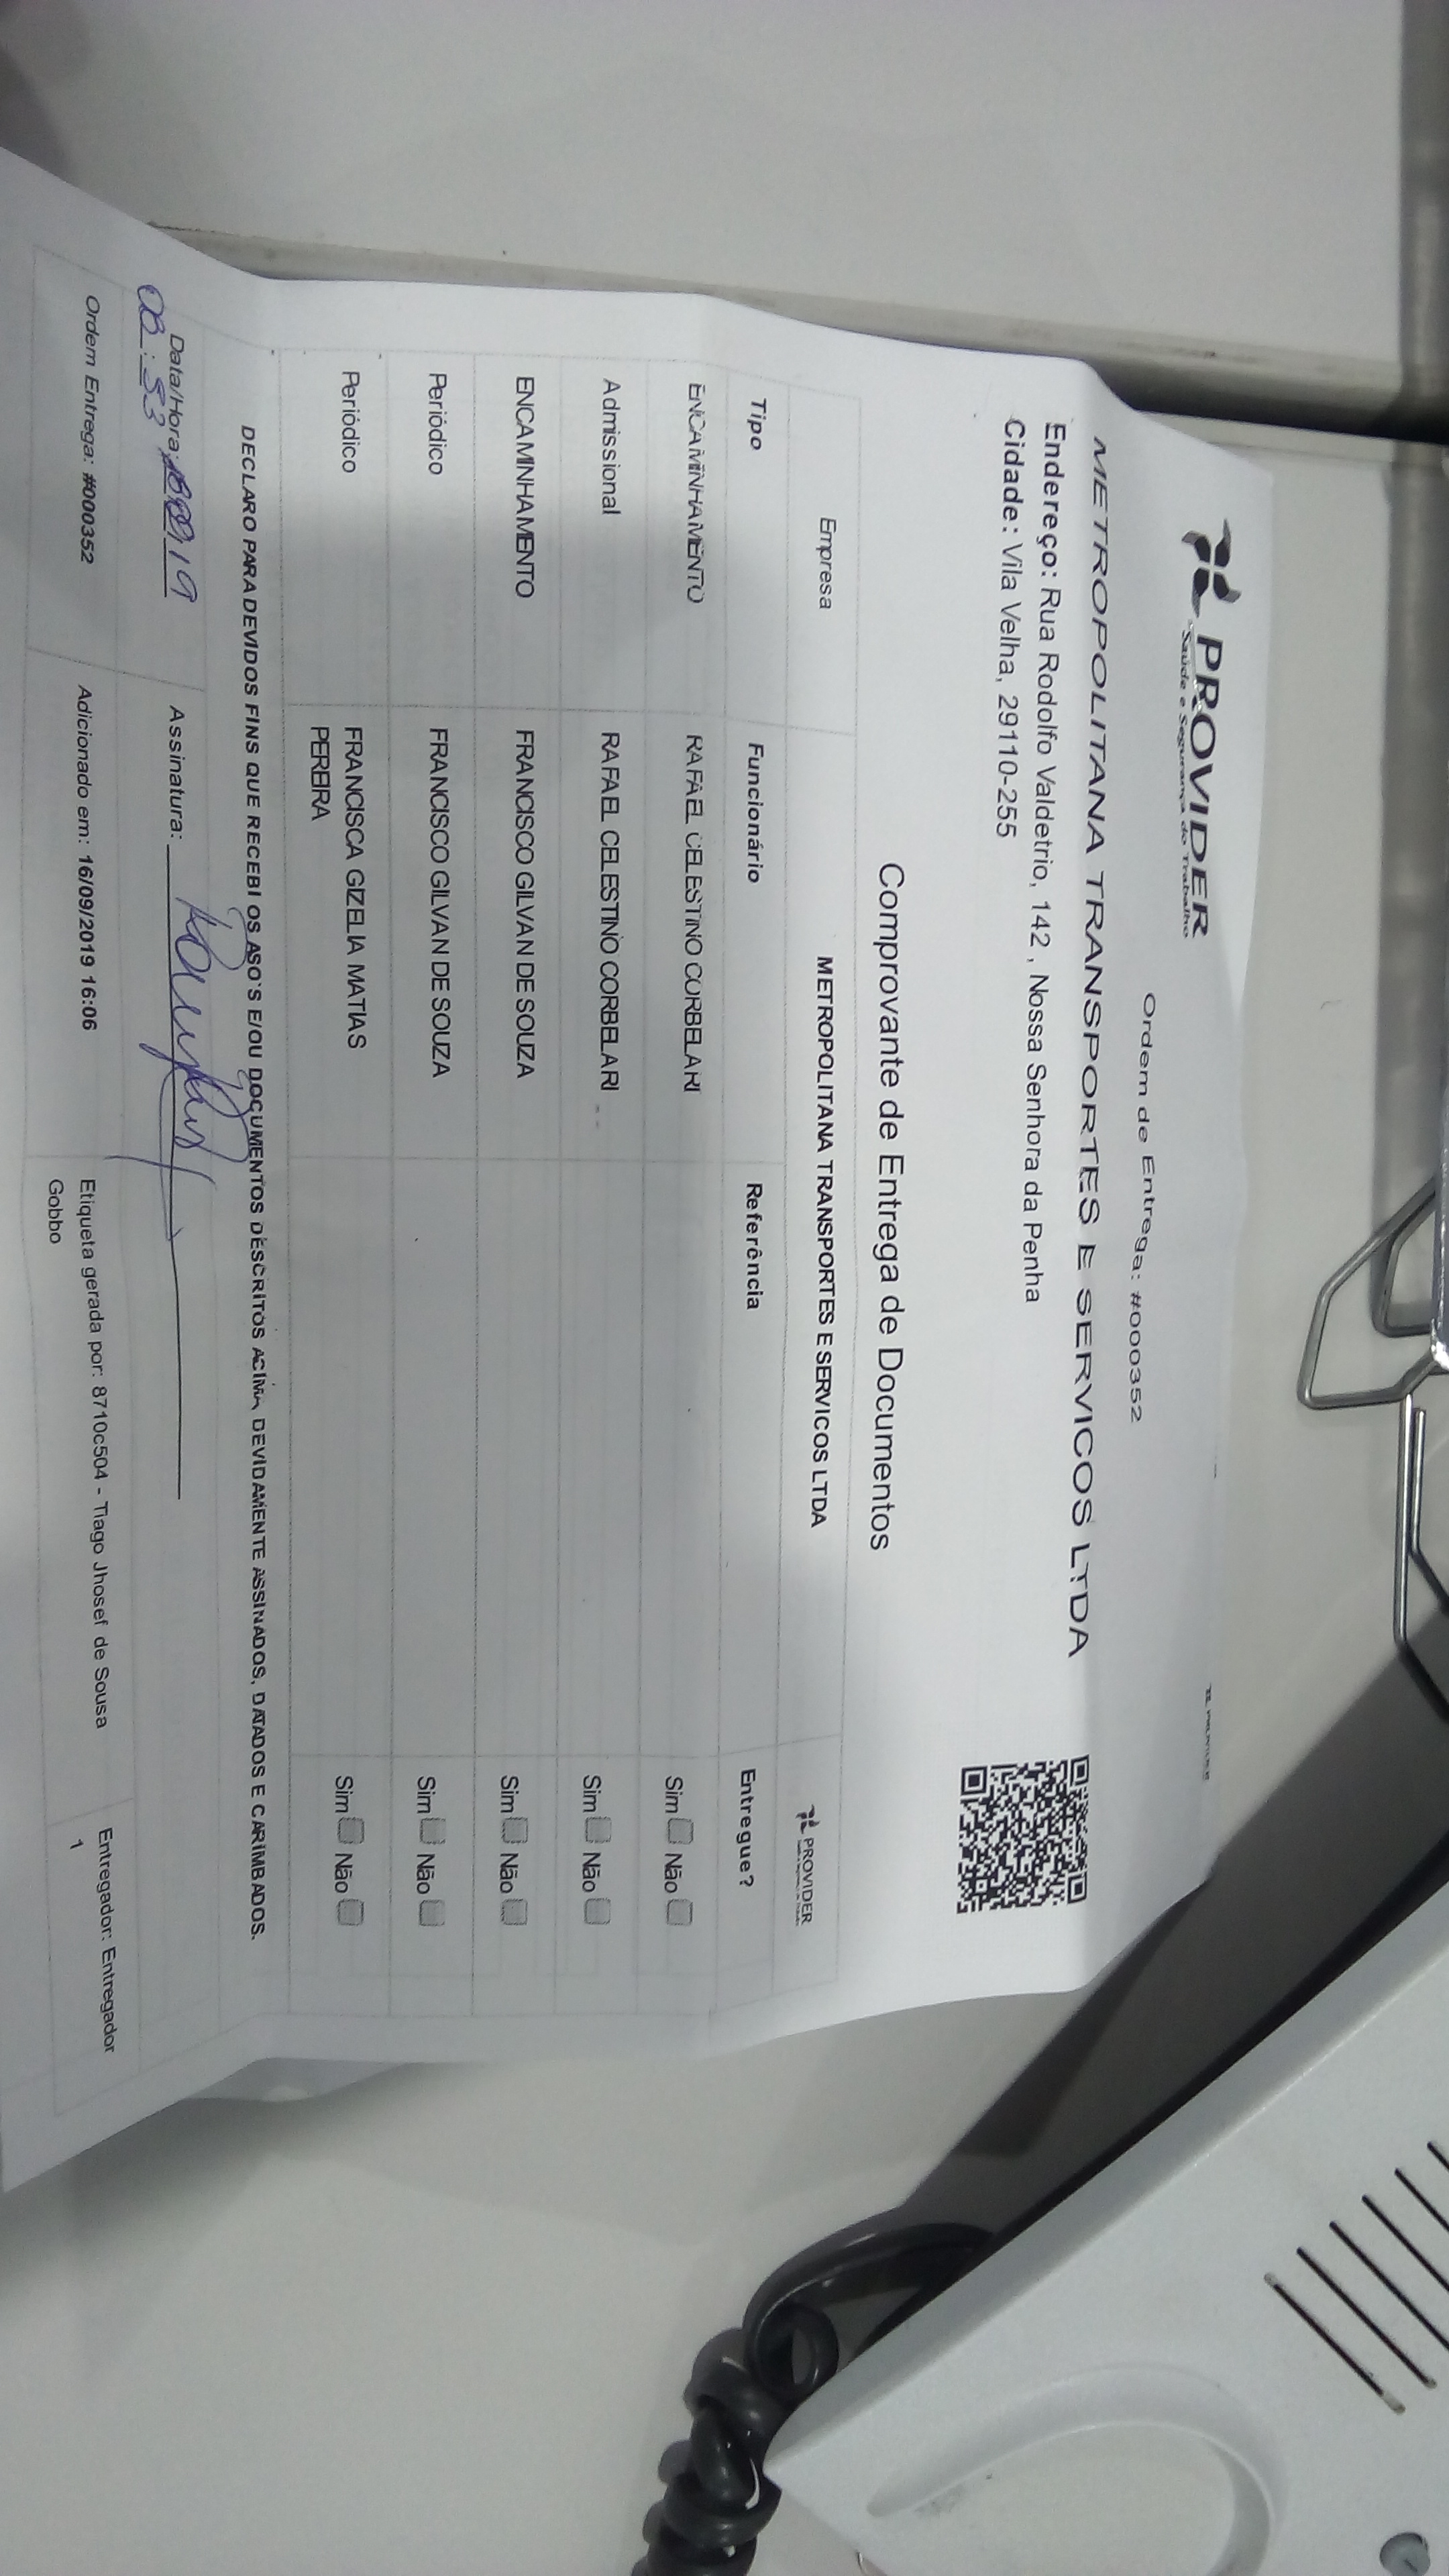 PROVIDER
Saúde e Segurança do Trabalho
Ordem de Entrega: #000352
METROPOLITANA TRANSPORTES E SERVICOS LTDA
Endereço: Rua Rodolfo Valdetrio, 142 , Nossa Senhora da Penha
Cidade: Vila Velha, 29110-255
Comprovante de Entrega de Documentos
Empresa METROPOLITANA TRANSPORTES E SERVICOS LTDA PROVIDER
Tipo Funcionário Referência Entregue?
ENCAMINHAMENTO RAFAEL CELESTINO CORBELARI Sim Não
Admissional RAFAEL CELESTINO CORBELARI Sim Não
ENCAMINHAMENTO FRANCISCO GILVAN DE SOUZA Sim Não
Periódico FRANCISCO GILVAN DE SOUZA Sim Não
Periódico FRANCISCA GIZELIA MATIAS PEREIRA Sim Não
DECLARO PARA DEVIDOS FINS QUE RECEBI OS ASO'S E/OU DOCUMENTOS DESCRITOS ACIMA, DEVIDAMENTE ASSINADOS, DATADOS E CARIMBADOS.
Data/Hora: Assinatura:
08:53
Ordem Entrega: #000352 Adicionado em: 16/09/2019 16:06 Etiqueta gerada por: 8710c504 - Tiago Jhosef de Sousa Gobbo Entregador: Entregador 1